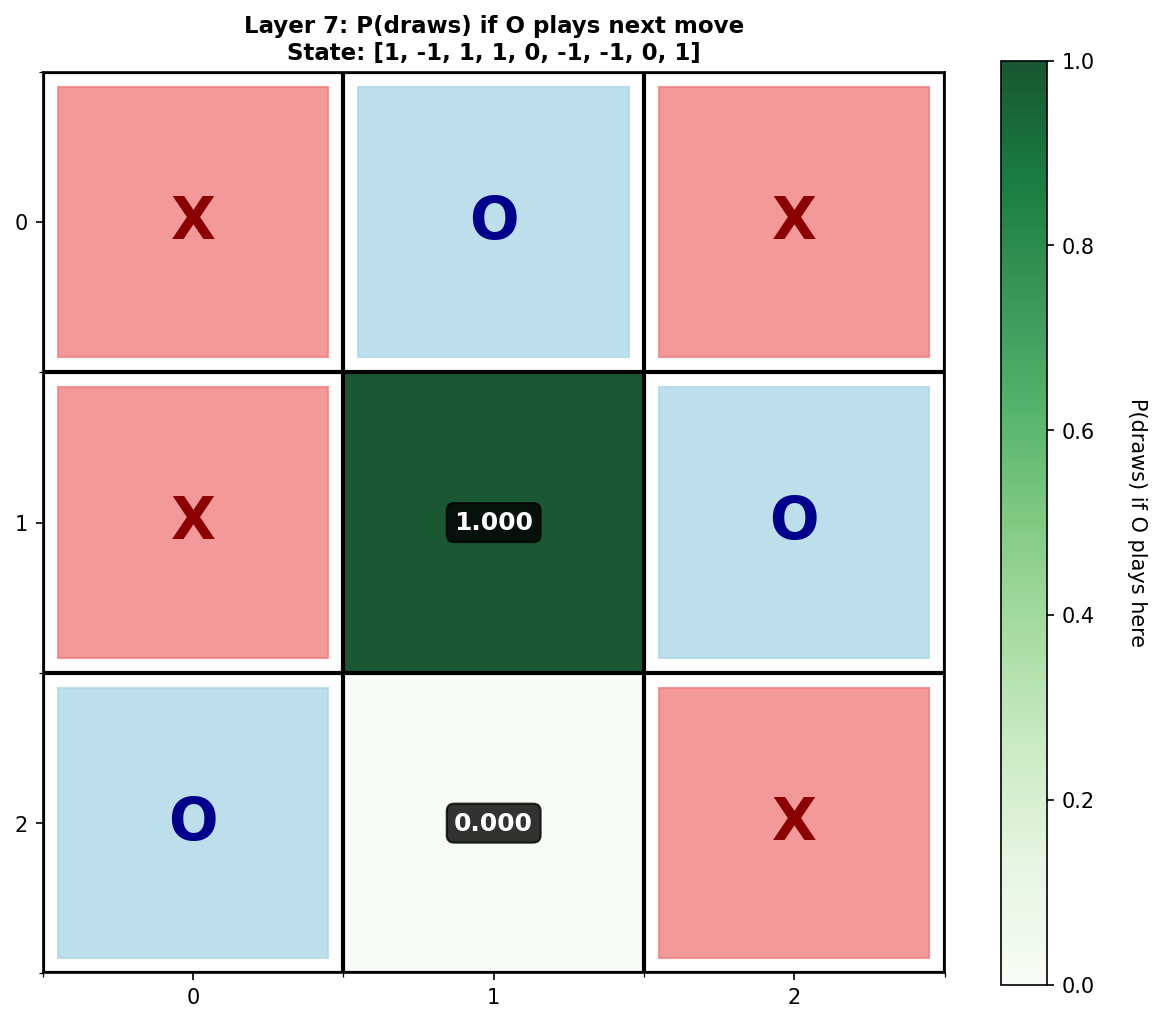 Layer 7: P(draws) if O plays next move
State: [1, -1, 1, 1, 0, -1, -1, 0, 1]
1.0
0 X O X
0.8
0.6
1 X 1.000 O
P(draws) if O plays here
0.4
0.2
2 O 0.000 X
0.0
0 1 2